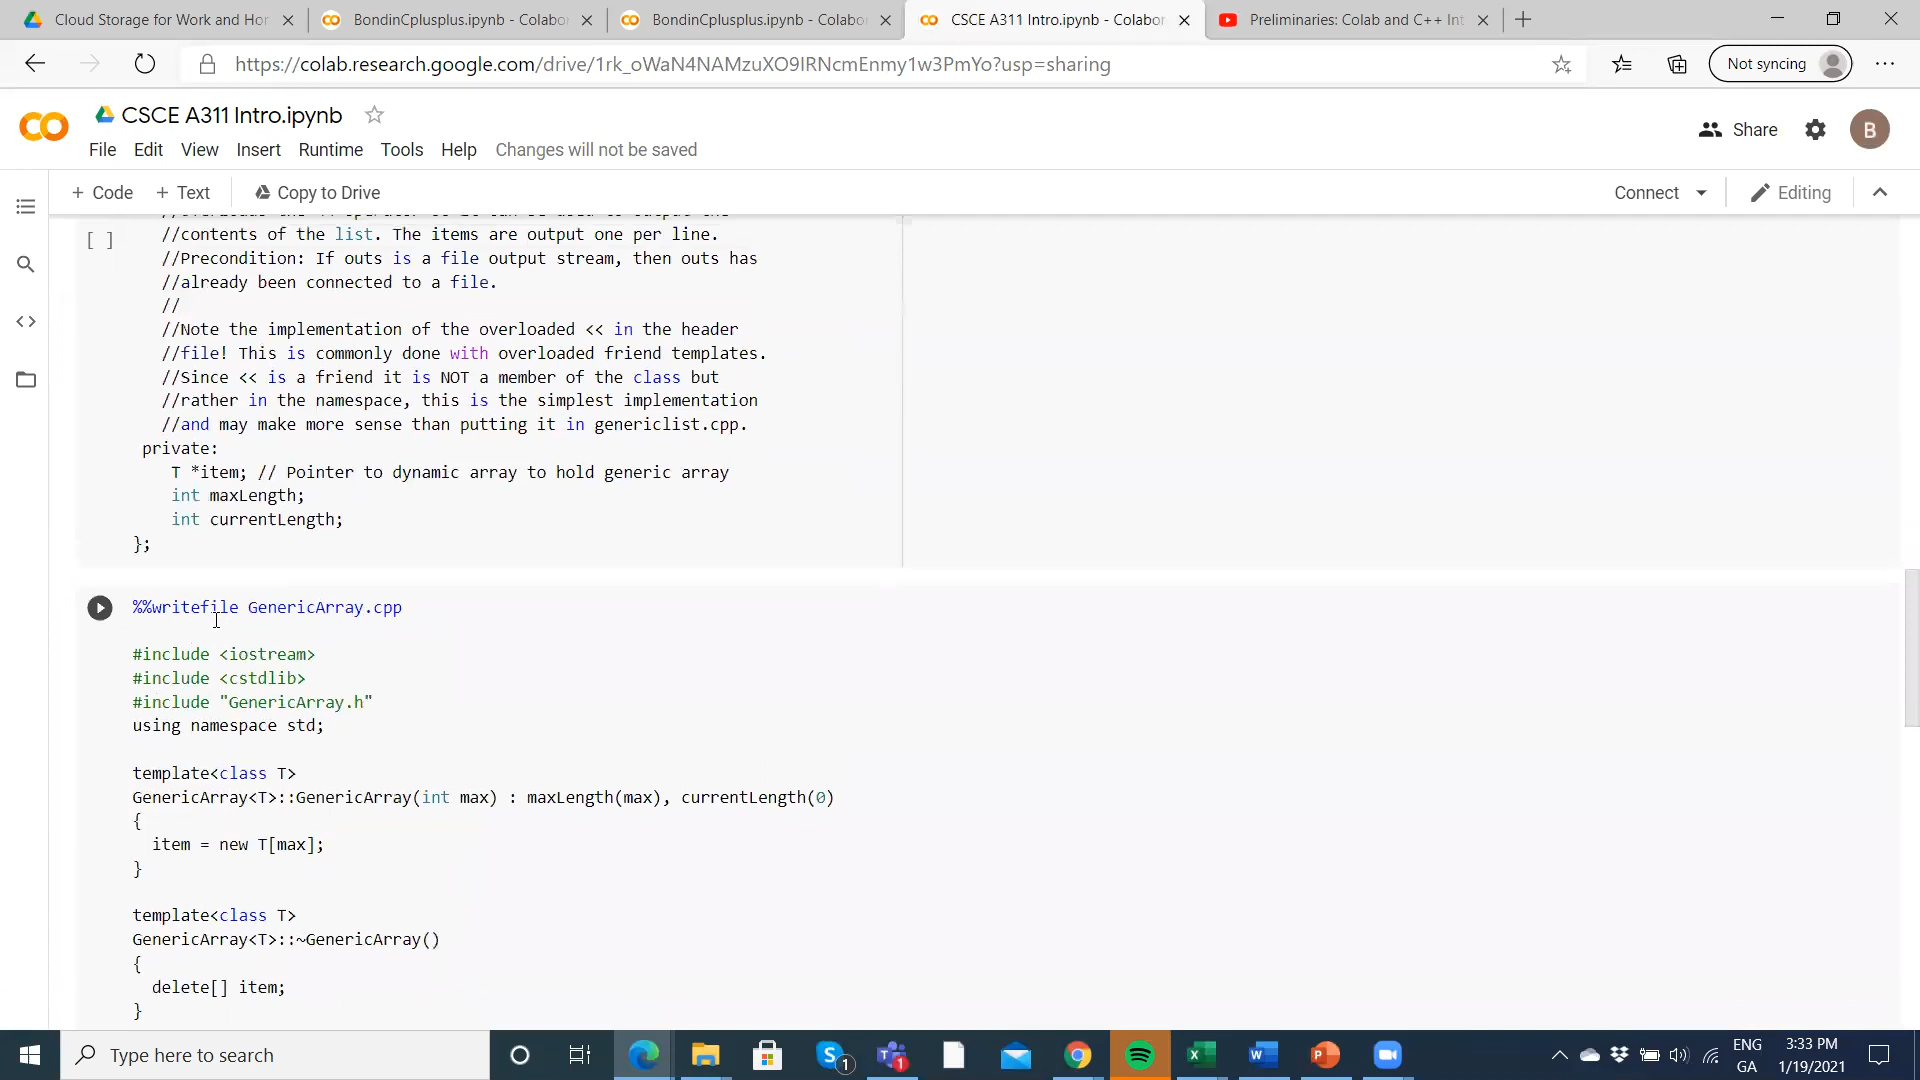 Cloud Storage for Work and Hor
BondinCplusplus.ipynb - Colabo
BondinCplusplus.ipynb - Colabo
CSCE A311 Intro.ipynb - Colabor
Preliminaries: Colab and C++ Int
https://colab.research.google.com/drive/1rk_oWaN4NAMzuXO9IRNcmEnmy1w3PmYo?usp=sharing
Not syncing
CSCE A311 Intro.ipynb
Share
B
File Edit View Insert Runtime Tools Help Changes will not be saved
+ Code + Text Copy to Drive
Connect
Editing
[ ]
//contents of the list. The items are output one per line.
//Precondition: If outs is a file output stream, then outs has
//already been connected to a file.
//
//Note the implementation of the overloaded << in the header
//file! This is commonly done with overloaded friend templates.
//Since << is a friend it is NOT a member of the class but
//rather in the namespace, this is the simplest implementation
//and may make more sense than putting it in genericlist.cpp.
private:
T *item; // Pointer to dynamic array to hold generic array
int maxLength;
int currentLength;
};
%%writefile GenericArray.cpp
#include <iostream>
#include <cstdlib>
#include "GenericArray.h"
using namespace std;
template<class T>
GenericArray<T>::GenericArray(int max) : maxLength(max), currentLength(0)
{
item = new T[max];
}
template<class T>
GenericArray<T>::~GenericArray()
{
delete[] item;
}
Type here to search
1
1
ENG
GA
3:33 PM
1/19/2021